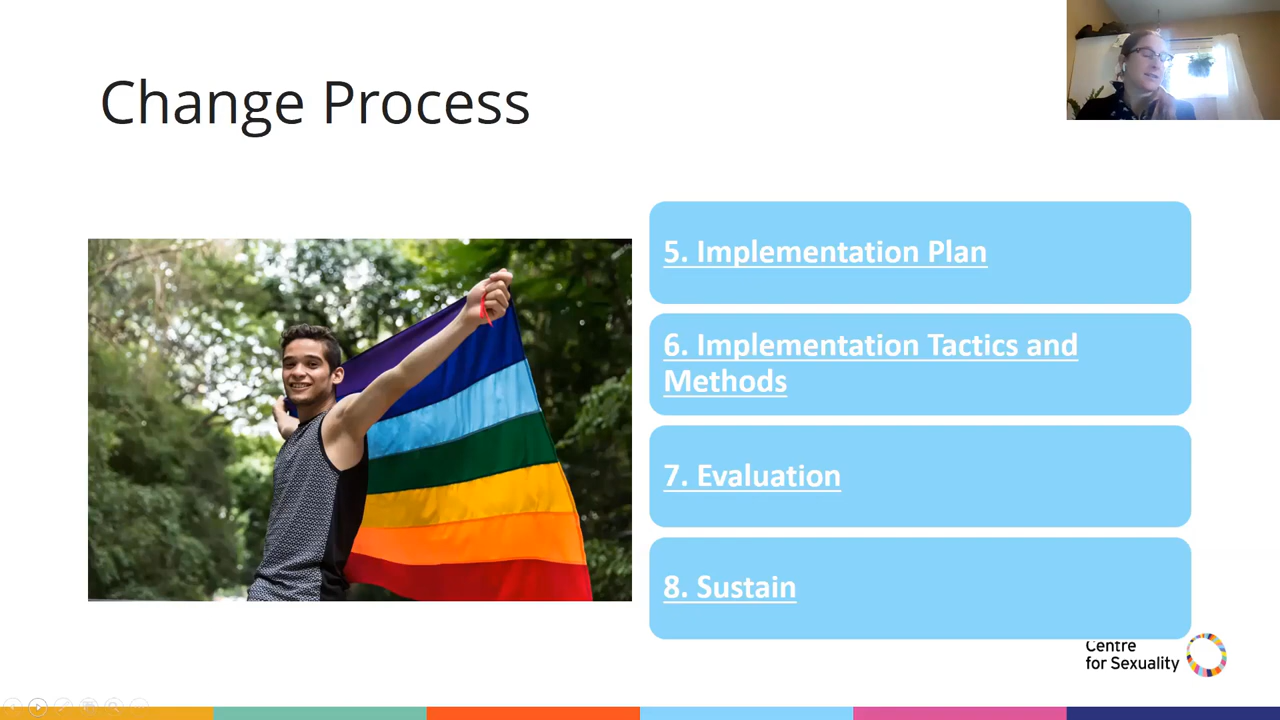 Change Process
5. Implementation Plan
6. Implementation Tactics and
Methods
7. Evaluation
8. Sustain
Centre
for Sexuality